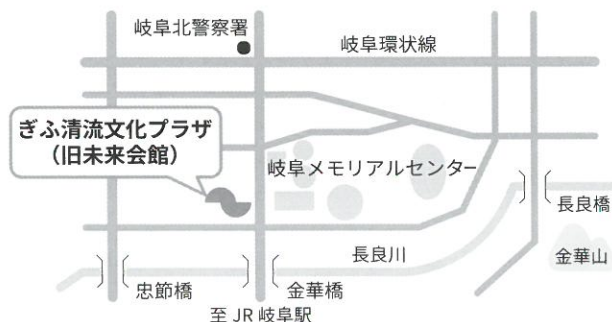 岐阜北警察署
岐阜環状線
ぎふ清流文化プラザ
（旧未来会館）
岐阜メモリアルセンター
長良橋
長良川
金華山
忠節橋
金華橋
至 JR 岐阜駅